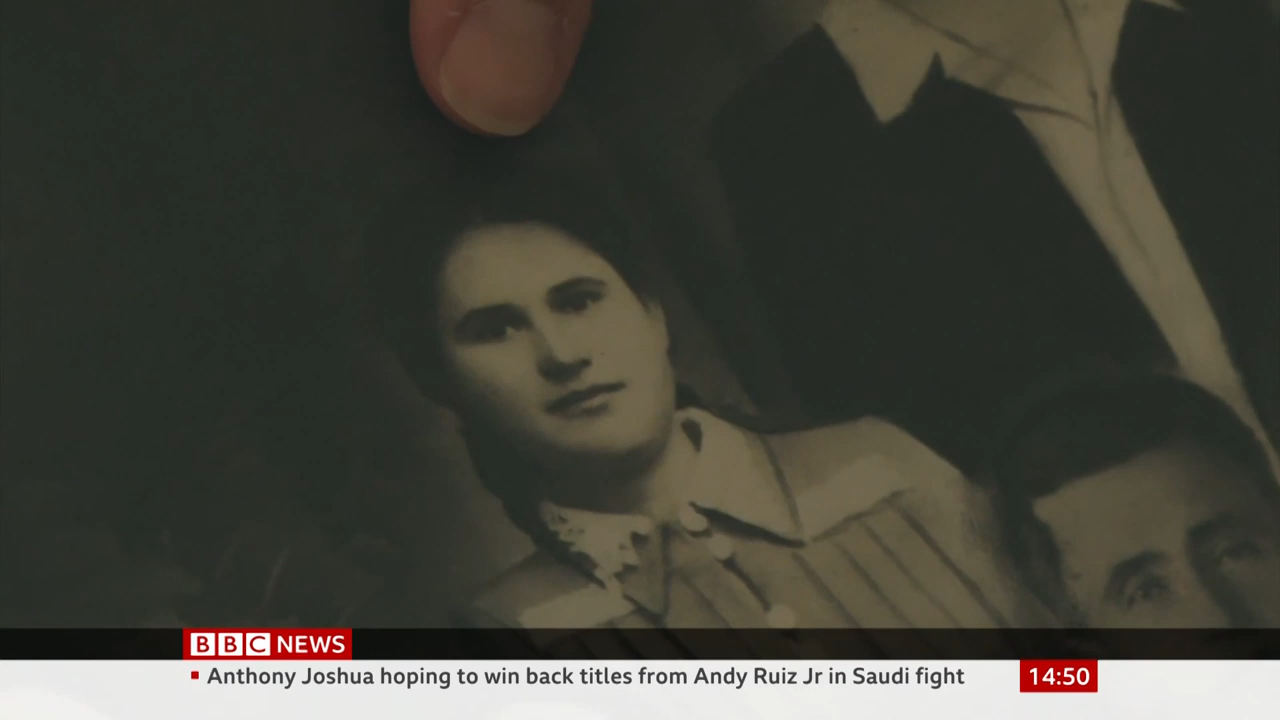 BBC NEWS
Anthony Joshua hoping to win back titles from Andy Ruiz Jr in Saudi fight
14:50